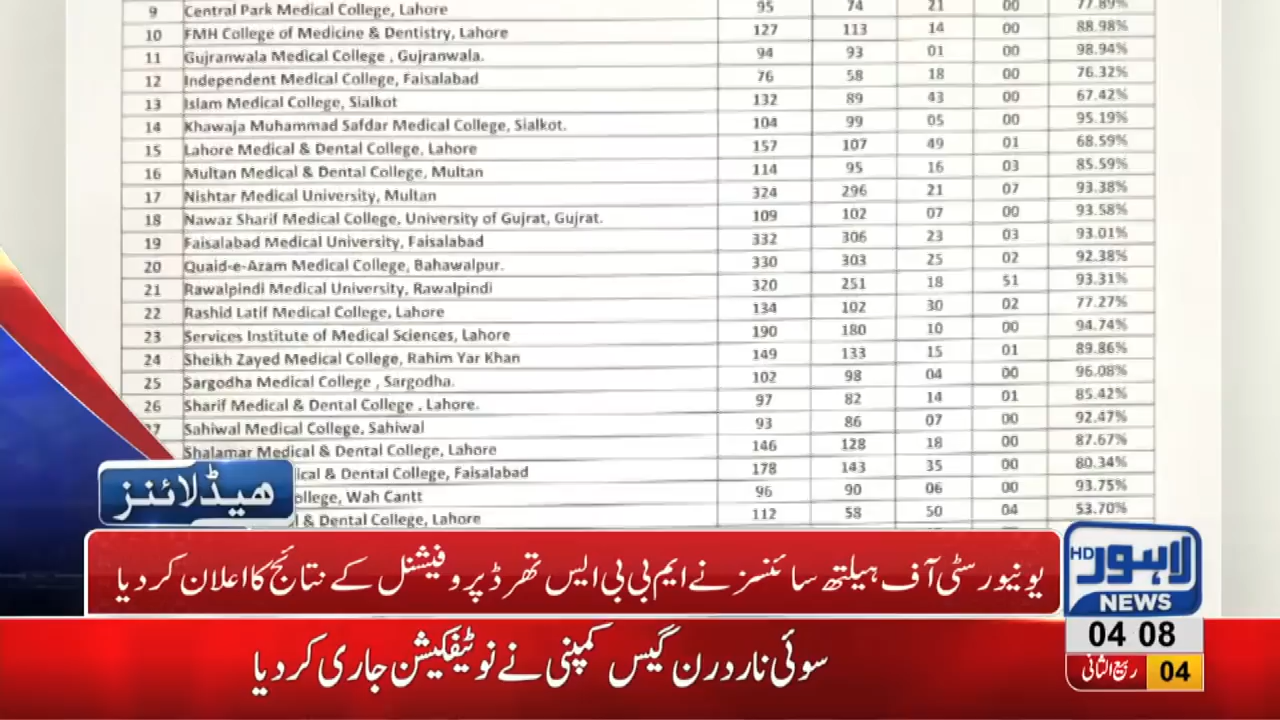 9 Central Park Medical College, Lahore 95 74 21 00 77.89%
10 FMH College of Medicine & Dentistry, Lahore 127 113 14 00 88.98%
11 Gujranwala Medical College , Gujranwala. 94 93 01 00 98.94%
12 Independent Medical College, Faisalabad 76 58 18 00 76.32%
13 Islam Medical College, Sialkot 132 89 43 00 67.42%
14 Khawaja Muhammad Safdar Medical College, Sialkot. 104 99 05 00 95.19%
15 Lahore Medical & Dental College, Lahore 157 107 49 01 68.59%
16 Multan Medical & Dental College, Multan 114 95 16 03 85.59%
17 Nishtar Medical University, Multan 324 296 21 07 93.38%
18 Nawaz Sharif Medical College, University of Gujrat, Gujrat. 109 102 07 00 93.58%
19 Faisalabad Medical University, Faisalabad 332 306 23 03 93.01%
20 Quaid-e-Azam Medical College, Bahawalpur. 330 303 25 02 92.38%
21 Rawalpindi Medical University, Rawalpindi 320 251 18 51 93.31%
22 Rashid Latif Medical College, Lahore 134 102 30 02 77.27%
23 Services Institute of Medical Sciences, Lahore 190 180 10 00 94.74%
24 Sheikh Zayed Medical College, Rahim Yar Khan 149 133 15 01 89.86%
25 Sargodha Medical College , Sargodha. 102 98 04 00 96.08%
26 Sharif Medical & Dental College , Lahore. 97 82 14 01 85.42%
27 Sahiwal Medical College, Sahiwal 93 86 07 00 92.47%
Shalamar Medical & Dental College, Lahore 146 128 18 00 87.67%
ical & Dental College, Faisalabad 178 143 35 00 80.34%
ollege, Wah Cantt 96 90 06 00 93.75%
l & Dental College, Lahore 112 58 50 04 53.70%
ھیڈلائنز
یونیورسٹی آف ہیلتھ سائنسز نے ایم بی بی ایس تھرڈ پروفیشنل کے نتائج کا اعلان کر دیا
سوئی ناردرن گیس کمپنی نے نوٹیفکیشن جاری کر دیا
لاہور HD
NEWS
04 08
ربیع الثانی 04